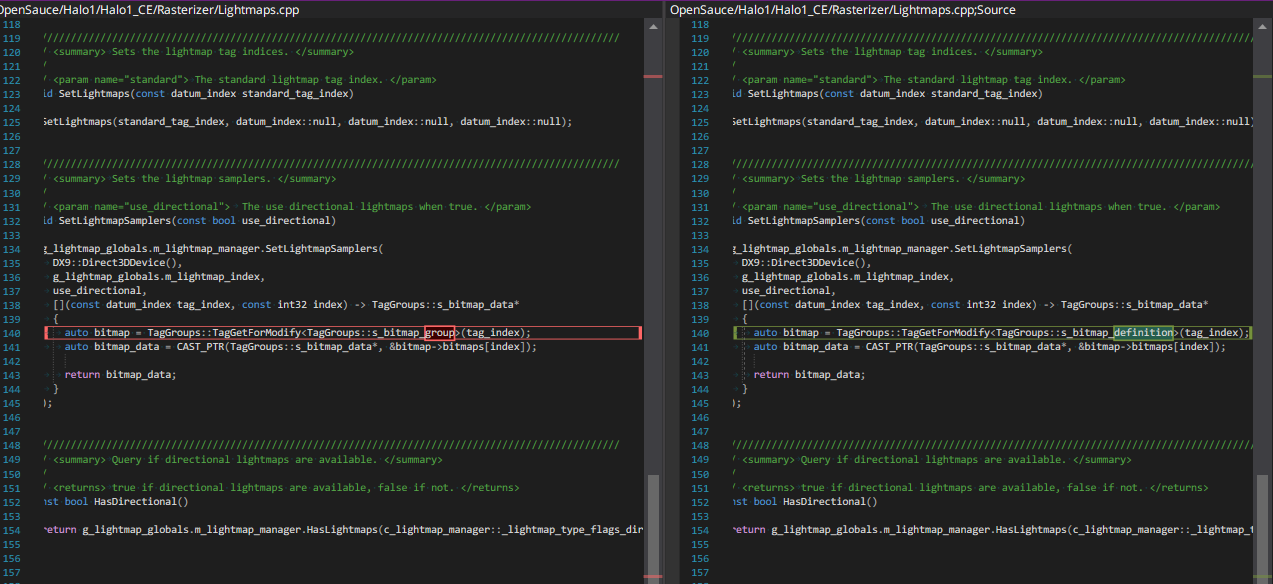 OpenSauce/Halo1/Halo1_CE/Rasterizer/Lightmaps.cpp
118
119 ////////////////////////////////////////////////////////////////////////////////////////
120 / <summary> Sets the lightmap tag indices. </summary>
121 /
122 / <param name="standard"> The standard lightmap tag index. </param>
123 id SetLightmaps(const datum_index standard_tag_index)
124
125 SetLightmaps(standard_tag_index, datum_index::null, datum_index::null, datum_index::null);
126
127
128 ////////////////////////////////////////////////////////////////////////////////////////
129 / <summary> Sets the lightmap samplers. </summary>
130 /
131 / <param name="use_directional"> The use directional lightmaps when true. </param>
132 id SetLightmapSamplers(const bool use_directional)
133
134 g_lightmap_globals.m_lightmap_manager.SetLightmapSamplers(
135 DX9::Direct3DDevice(),
136 g_lightmap_globals.m_lightmap_index,
137 use_directional,
138 [](const datum_index tag_index, const int32 index) -> TagGroups::s_bitmap_data*
139 {
140 auto bitmap = TagGroups::TagGetForModify<TagGroups::s_bitmap_group>(tag_index);
141 auto bitmap_data = CAST_PTR(TagGroups::s_bitmap_data*, &bitmap->bitmaps[index]);
142
143 return bitmap_data;
144 }
145 );
146
147
148 ////////////////////////////////////////////////////////////////////////////////////////
149 / <summary> Query if directional lightmaps are available. </summary>
150 /
151 / <returns> true if directional lightmaps are available, false if not. </returns>
152 nst bool HasDirectional()
153
154 return g_lightmap_globals.m_lightmap_manager.HasLightmaps(c_lightmap_manager::_lightmap_type_flags_dir
155
156
157
OpenSauce/Halo1/Halo1_CE/Rasterizer/Lightmaps.cpp;Source
118
119 ////////////////////////////////////////////////////////////////////////////////
120 / <summary> Sets the lightmap tag indices. </summary>
121 /
122 / <param name="standard"> The standard lightmap tag index. </param>
123 id SetLightmaps(const datum_index standard_tag_index)
124
125 SetLightmaps(standard_tag_index, datum_index::null, datum_index::null, datum_index::null)
126
127
128 ////////////////////////////////////////////////////////////////////////////////
129 / <summary> Sets the lightmap samplers. </summary>
130 /
131 / <param name="use_directional"> The use directional lightmaps when true. </param>
132 id SetLightmapSamplers(const bool use_directional)
133
134 g_lightmap_globals.m_lightmap_manager.SetLightmapSamplers(
135 DX9::Direct3DDevice(),
136 g_lightmap_globals.m_lightmap_index,
137 use_directional,
138 [](const datum_index tag_index, const int32 index) -> TagGroups::s_bitmap_data*
139 {
140 auto bitmap = TagGroups::TagGetForModify<TagGroups::s_bitmap_definition>(tag_index);
141 auto bitmap_data = CAST_PTR(TagGroups::s_bitmap_data*, &bitmap->bitmaps[index]);
142
143 return bitmap_data;
144 }
145 );
146
147
148 ////////////////////////////////////////////////////////////////////////////////
149 / <summary> Query if directional lightmaps are available. </summary>
150 /
151 / <returns> true if directional lightmaps are available, false if not. </returns>
152 nst bool HasDirectional()
153
154 return g_lightmap_globals.m_lightmap_manager.HasLightmaps(c_lightmap_manager::_lightmap_t
155
156
157